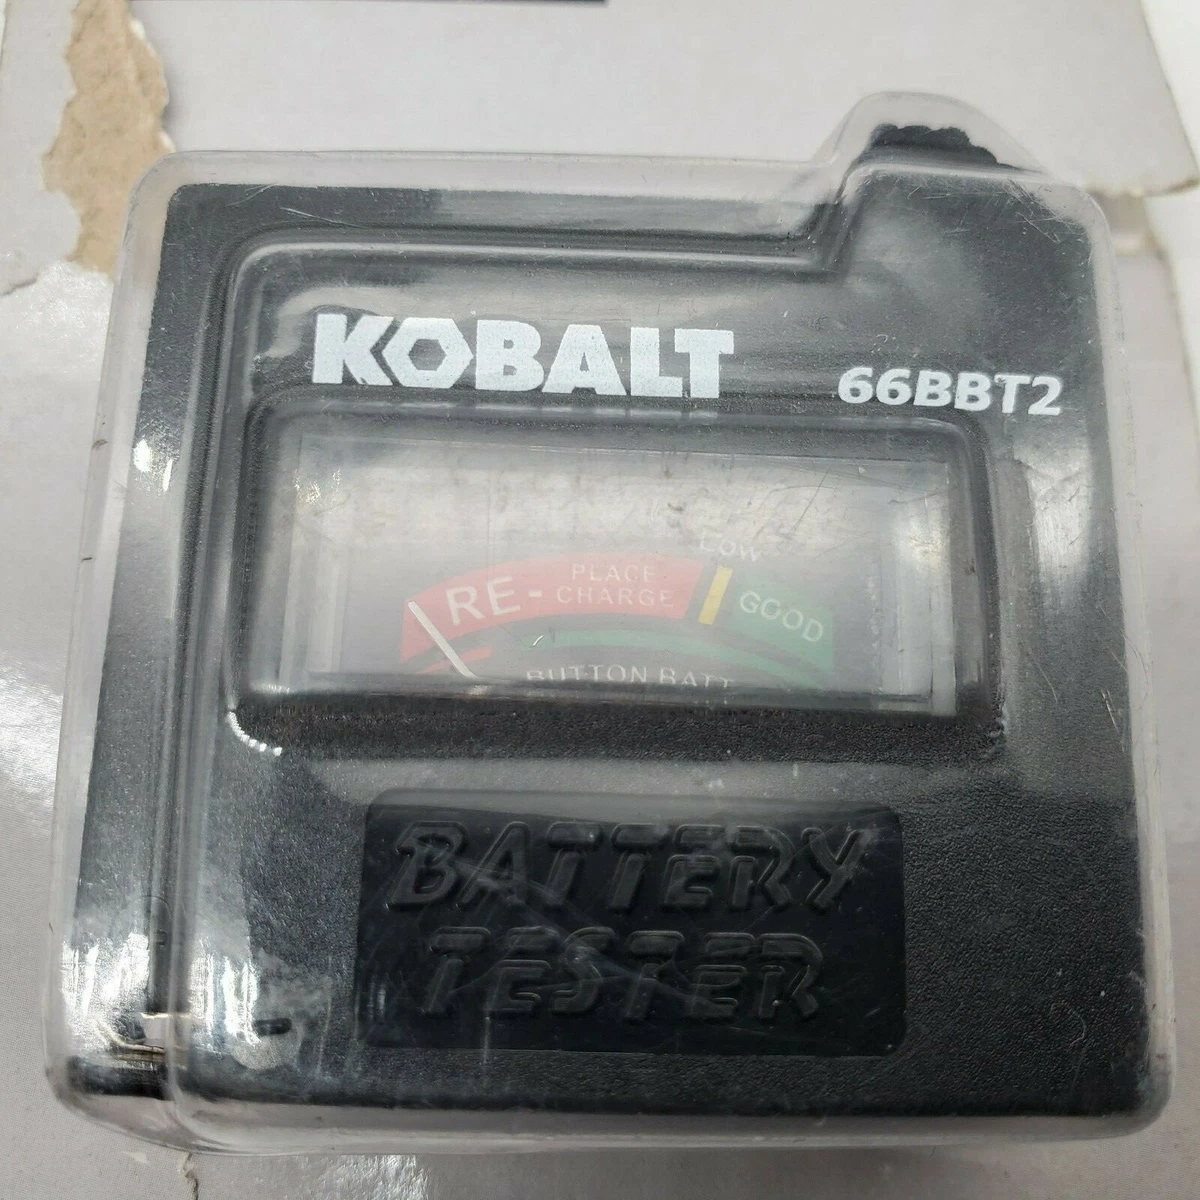 KOBALT
66BBT2
Low
RE-
PLACE
CHARGE
GOOD
BUTTON BATT
BATTERY
TESTER